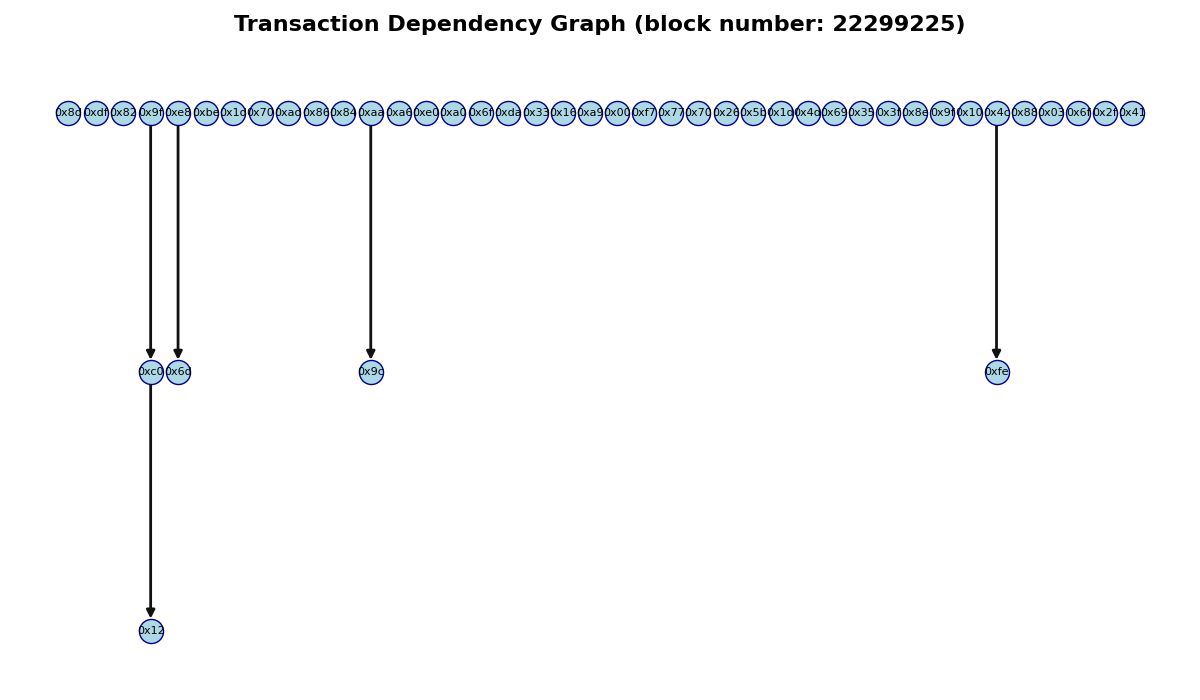 Transaction Dependency Graph (block number: 22299225)
0x8d 0xdf 0x82 0x9f 0xe8 0xbe 0x1d 0x70 0xad 0x86 0x84 0xaa 0xa6 0xe0 0xa0 0x6f 0xda 0x33 0x16 0xa9 0x00 0xf7 0x77 0x70 0x26 0x5b 0x1d 0x4d 0x69 0x35 0x3f 0x8e 0x9f 0x10 0x4c 0x88 0x03 0x6f 0x2f 0x41
0xc0 0x6d 0x9c 0xfe
0x12